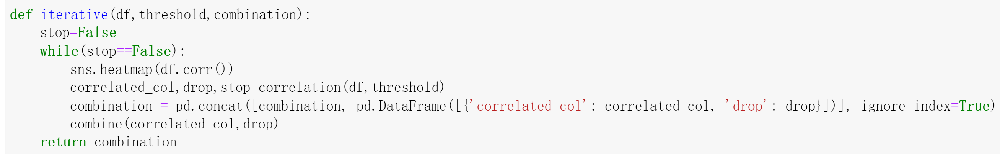 def iterative(df,threshold,combination):
    stop=False
    while(stop==False):
        sns.heatmap(df.corr())
        correlated_col,drop,stop=correlation(df,threshold)
        combination = pd.concat([combination, pd.DataFrame([{'correlated_col': correlated_col, 'drop': drop}])], ignore_index=True)
        combine(correlated_col,drop)
    return combination